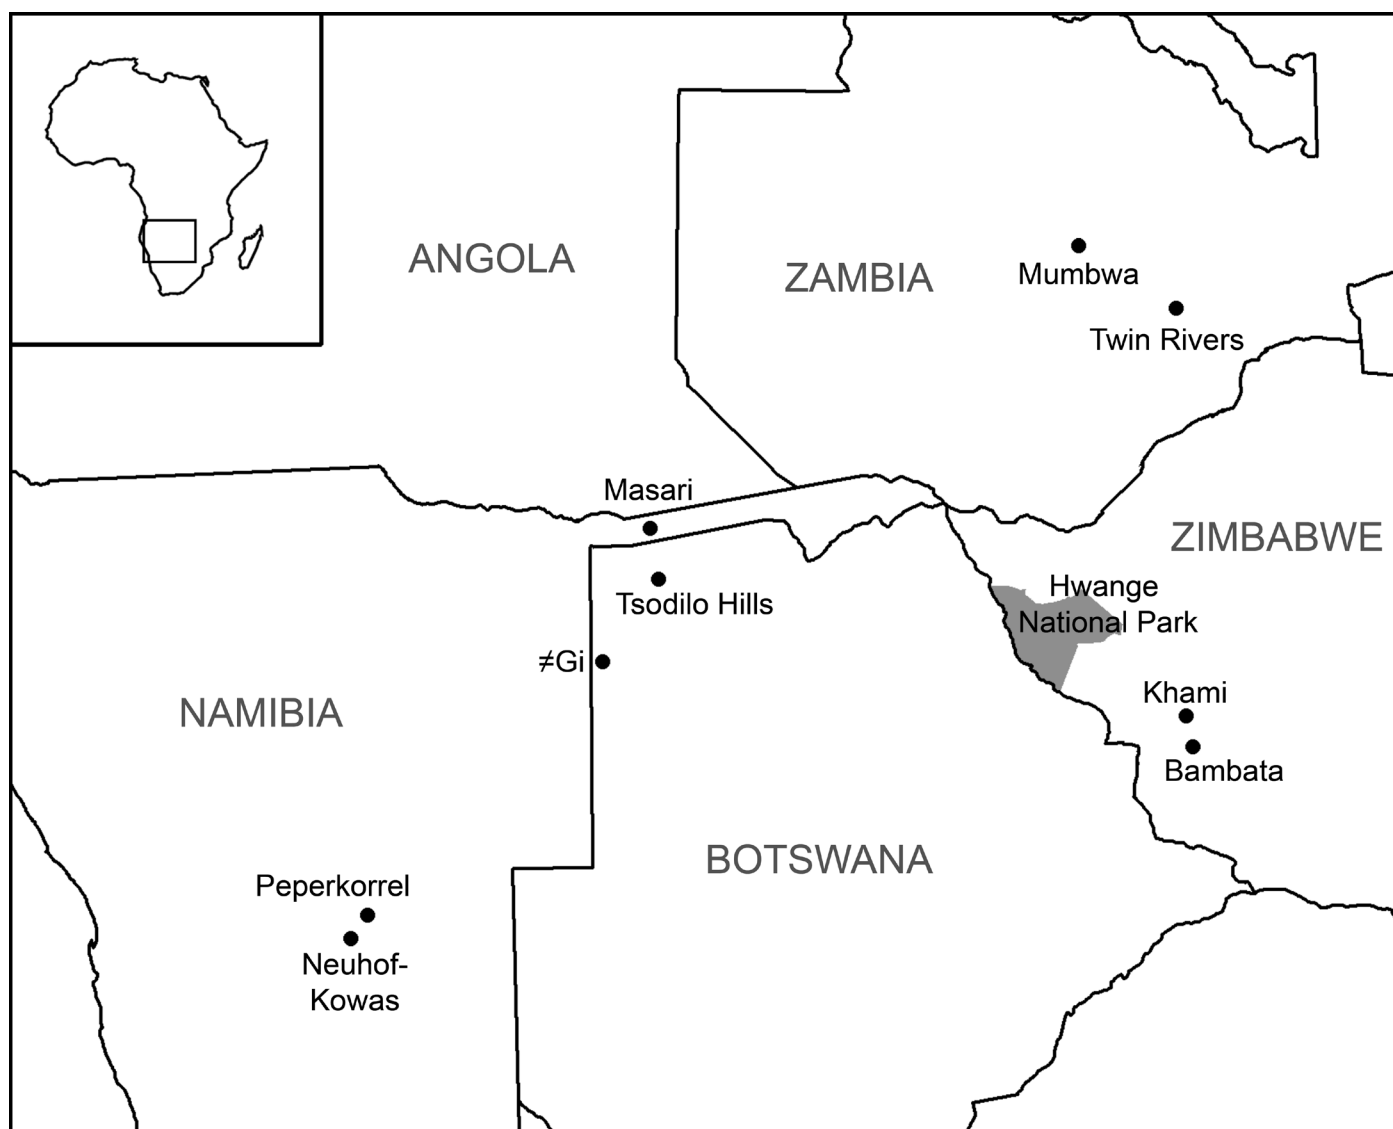 ANGOLA
ZAMBIA
Mumbwa
Twin Rivers
Masari
ZIMBABWE
Tsodilo Hills
Hwange
National Park
≠Gi
NAMIBIA
Khami
Bambata
BOTSWANA
Peperkorrel
Neuhof-
Kowas